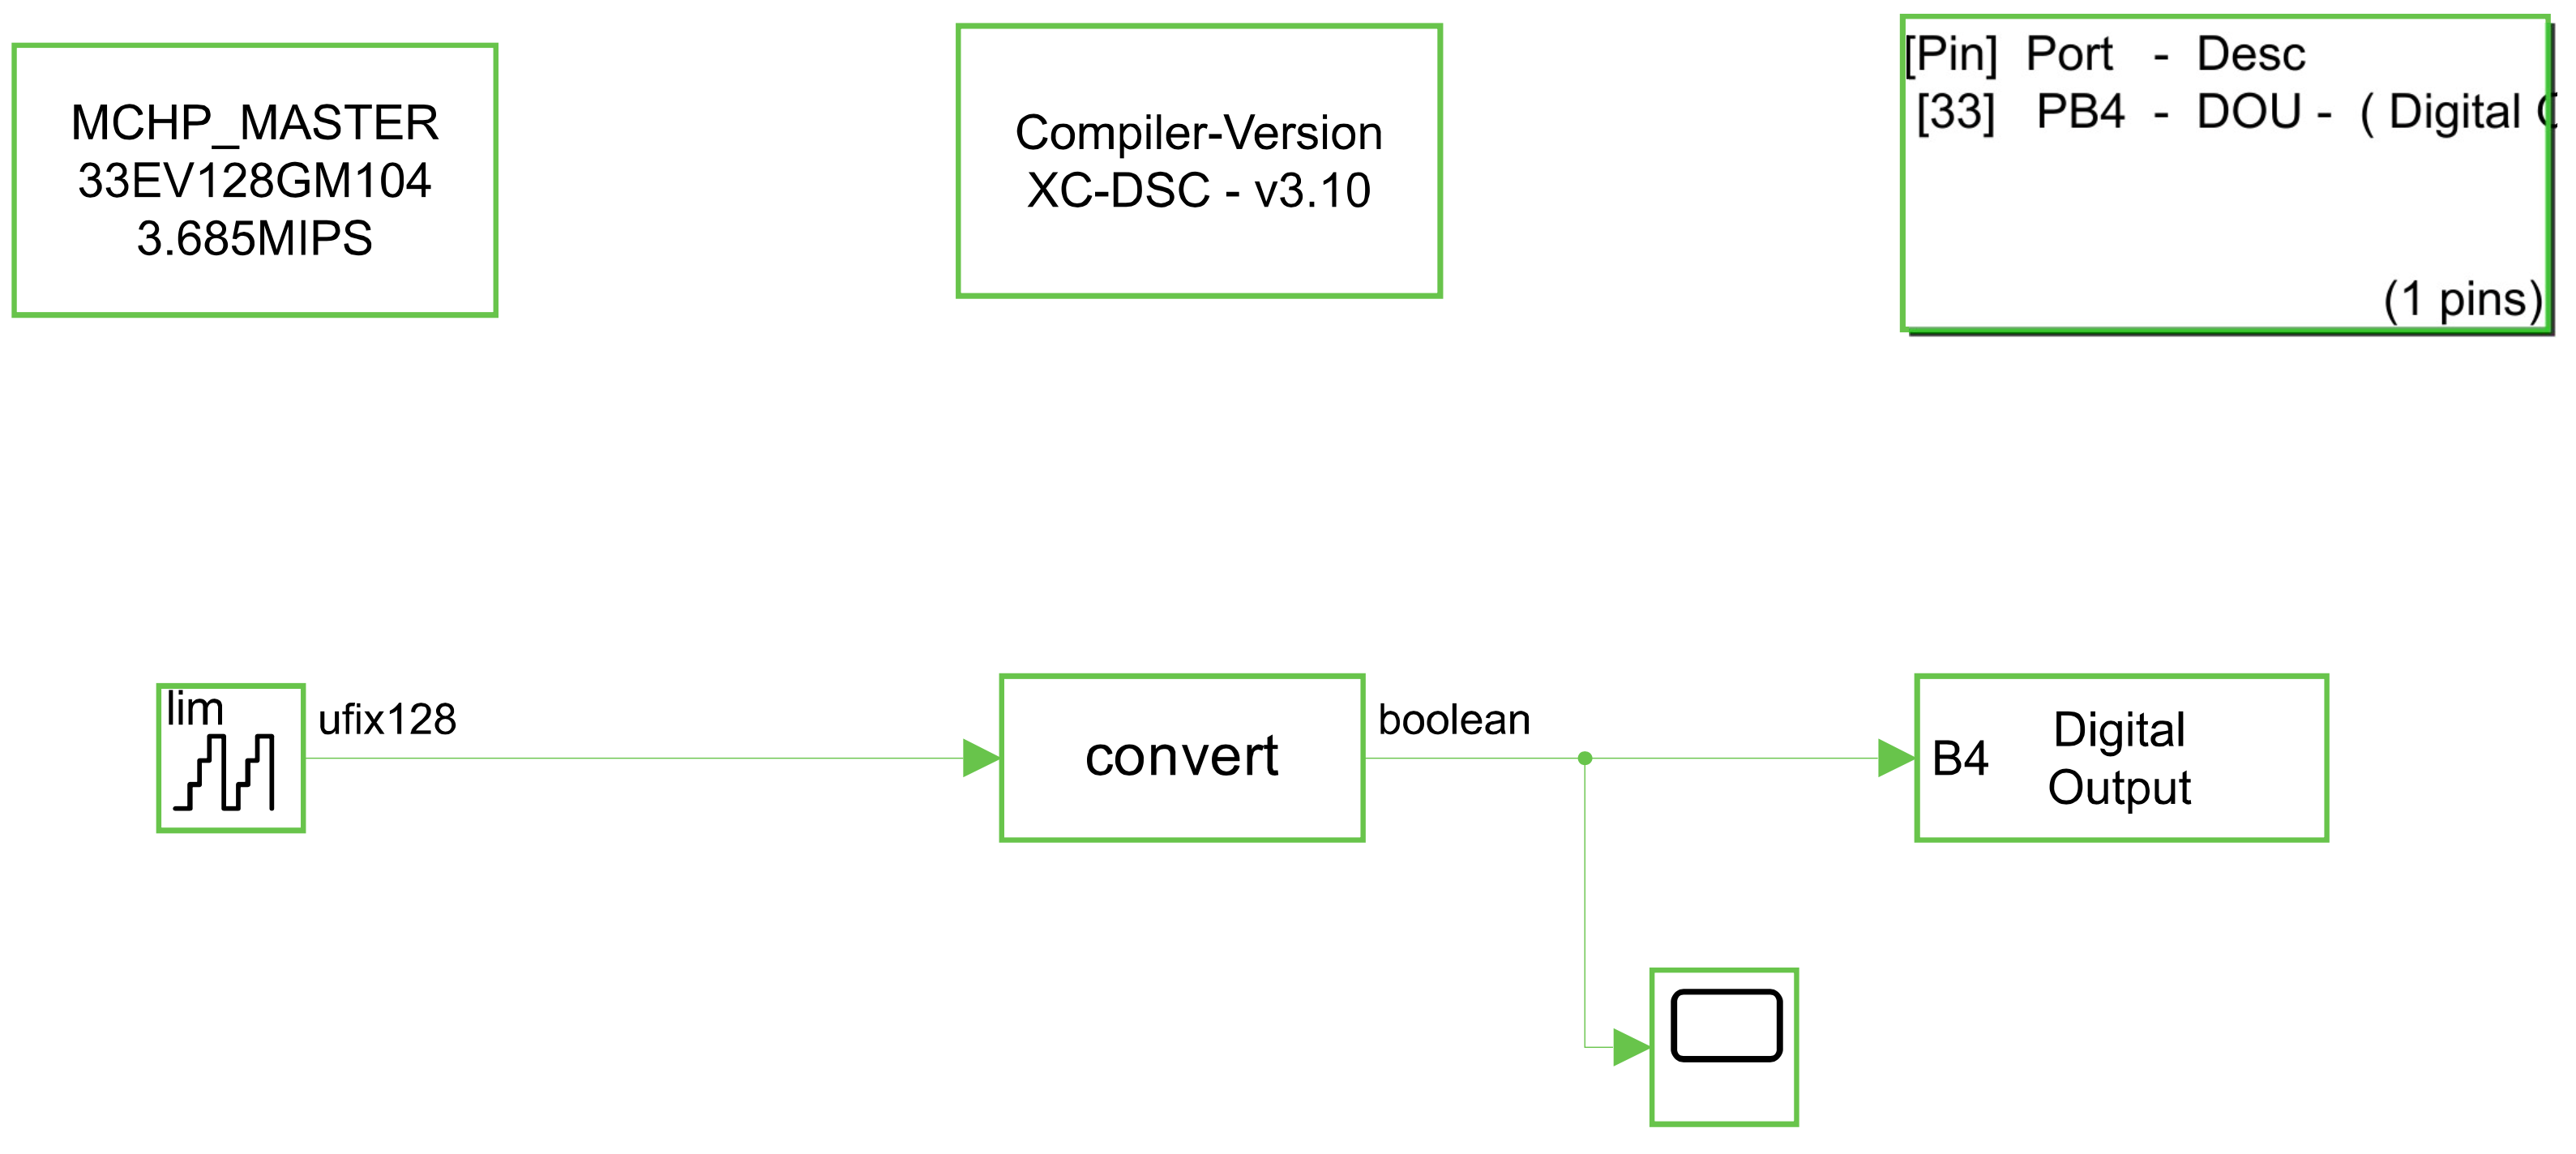 MCHP_MASTER
33EV128GM104
3.685MIPS
Compiler-Version
XC-DSC - v3.10
[Pin] Port - Desc
[33] PB4 - DOU - ( Digital
(1 pins)
lim
ufix128
convert
boolean
B4
Digital
Output